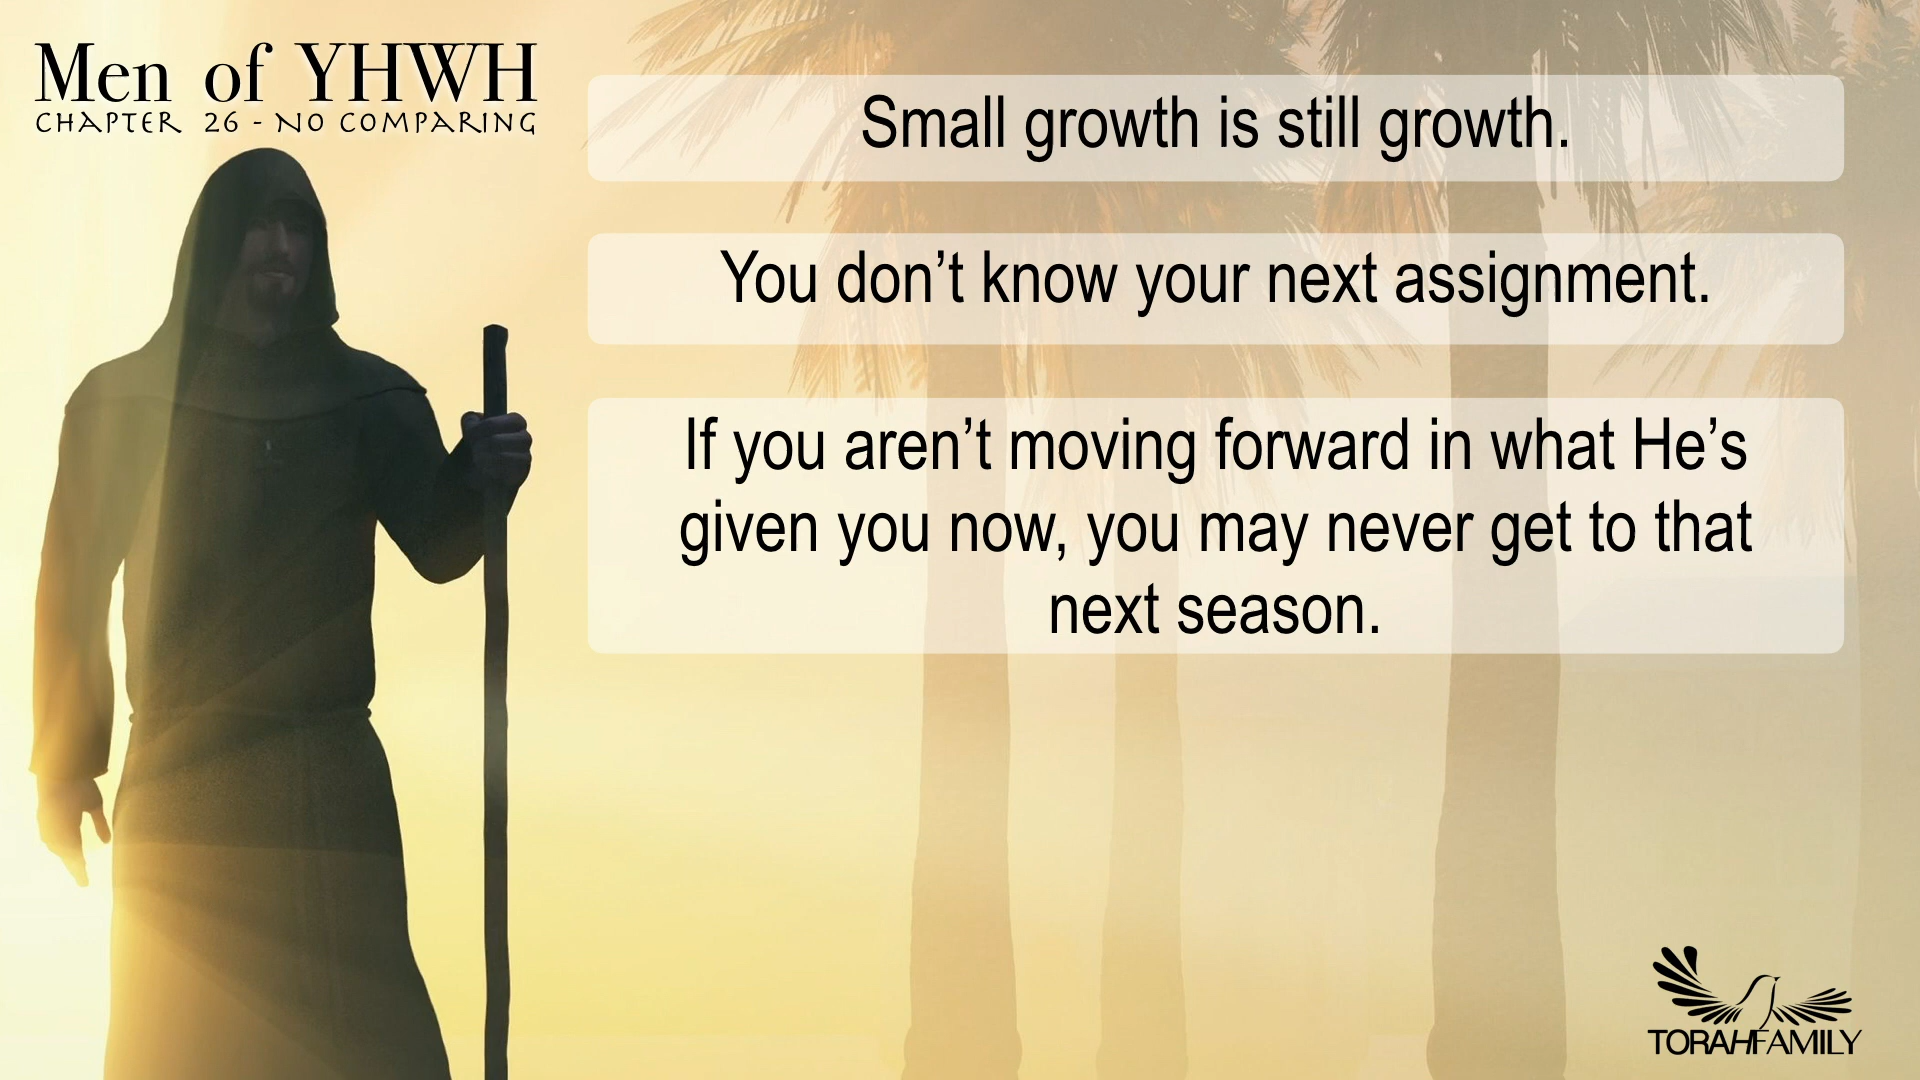 Men of YHWH
CHAPTER 26 - NO COMPARING
Small growth is still growth.
You don’t know your next assignment.
If you aren’t moving forward in what He’s
given you now, you may never get to that
next season.
TORAHFAMILY